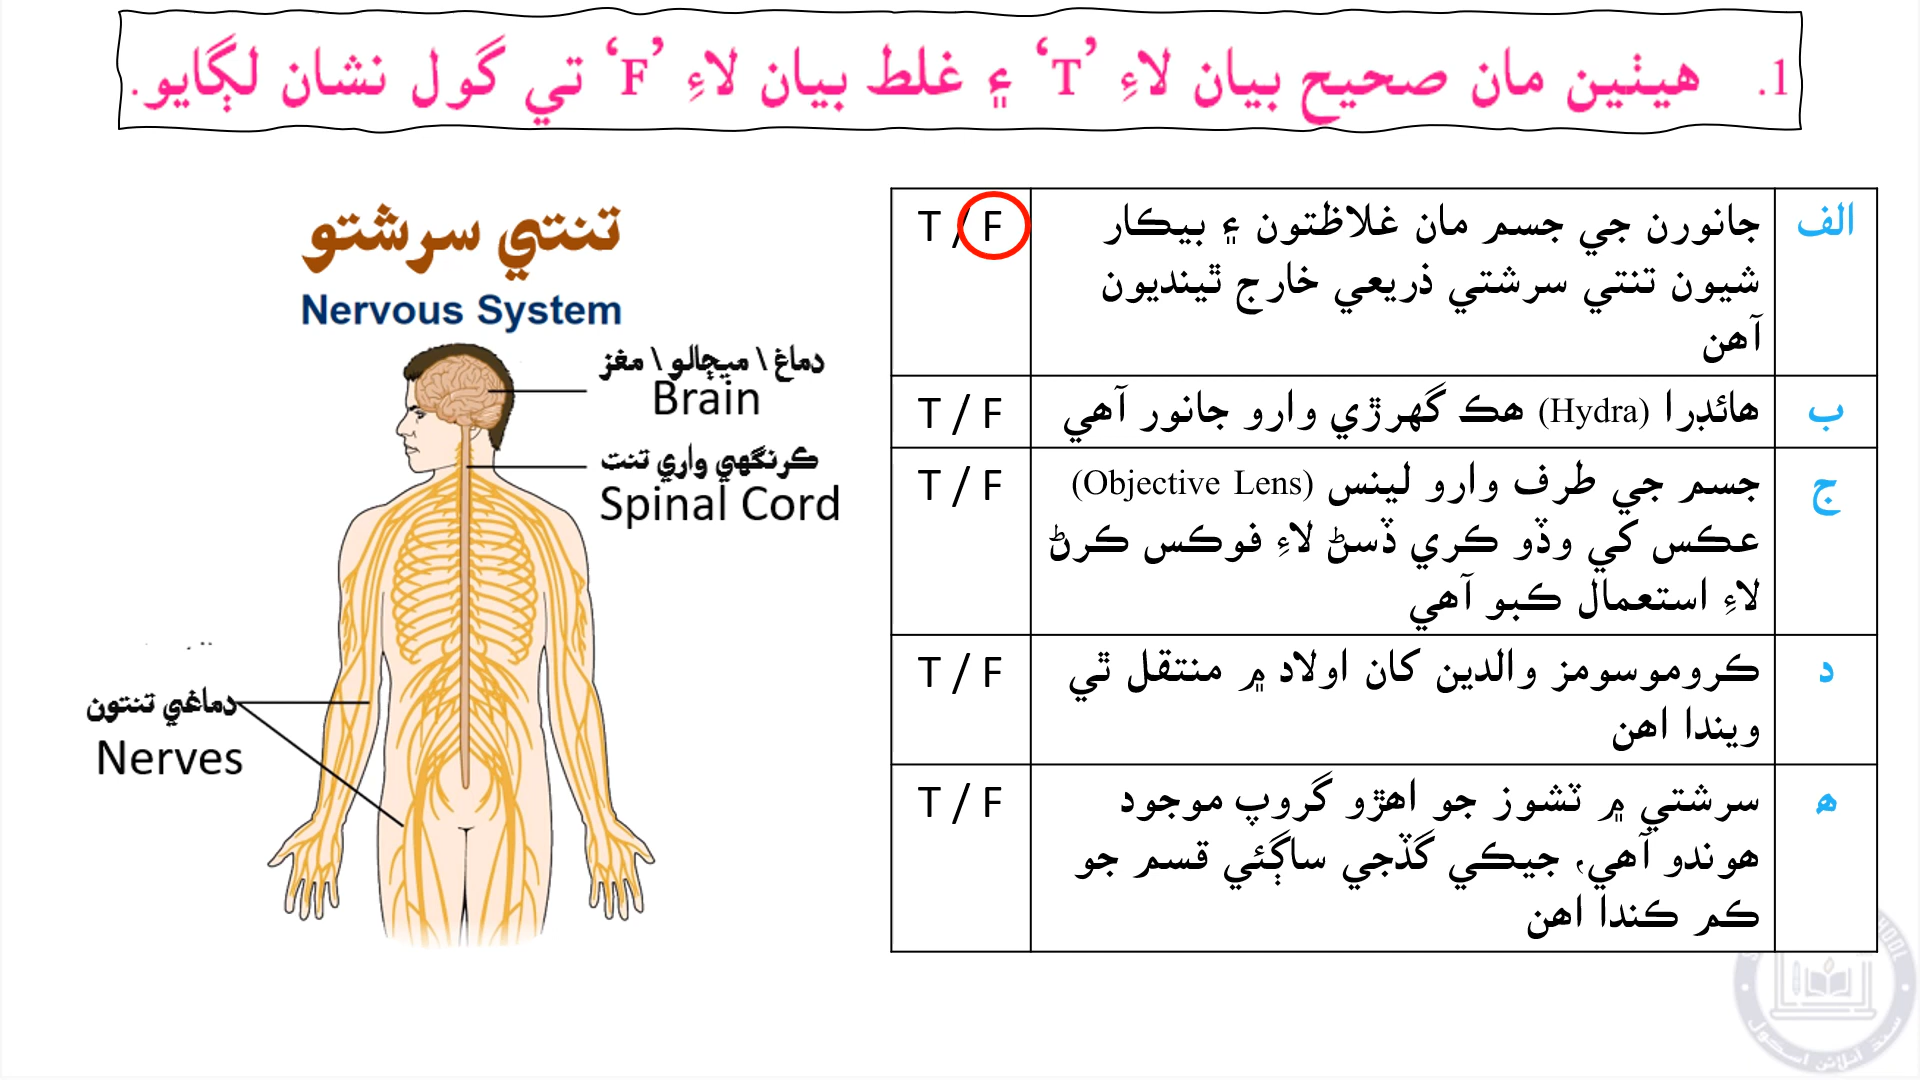 1. هيٺين مان صحيح بيان لاءِ ’T‘ ۽ غلط بيان لاءِ ’F‘ تي گول نشان لڳايو.
تنتي سرشتو
Nervous System
دماغ \ ميڄالو \ مغز
Brain
ڪرنگهي واري تنت
Spinal Cord
دماغي تنتون
Nerves
الف جانورن جي جسم مان غلاظتون ۽ بيڪار T / F
شيون تنتي سرشتي ذريعي خارج ٿينديون
آهن
ب هائڊرا (Hydra) هڪ گهرڙي وارو جانور آهي T / F
ج جسم جي طرف وارو لينس (Objective Lens) T / F
عڪس کي وڏو ڪري ڏسڻ لاءِ فوڪس ڪرڻ
لاءِ استعمال ڪبو آهي
د ڪروموسومز والدين کان اولاد ۾ منتقل ٿي T / F
ويندا اهن
ھ سرشتي ۾ ٽشوز جو اهڙو گروپ موجود T / F
هوندو آهي، جيڪي گڏجي ساڳئي قسم جو
ڪم ڪندا اهن
سنڌ آنلائن اسڪول